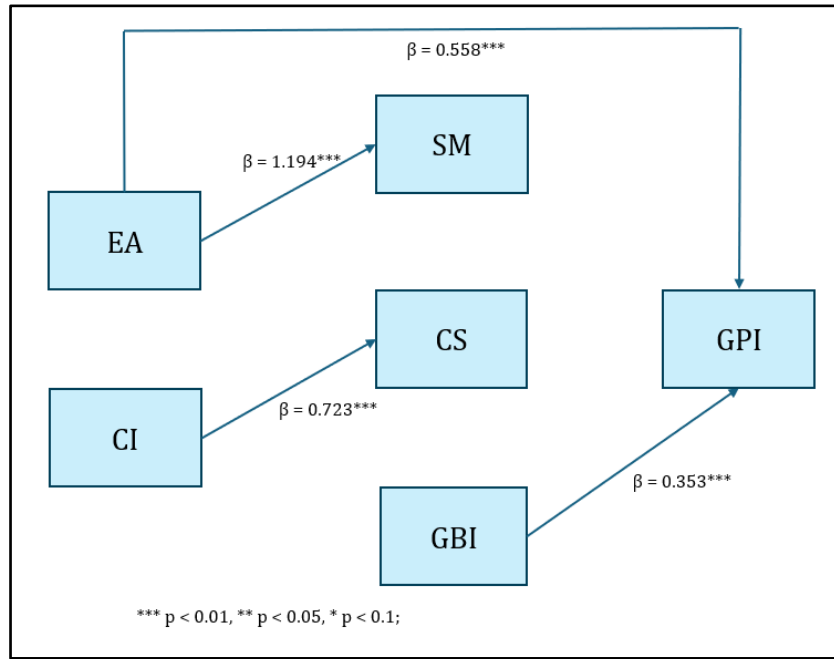 β = 0.558***
SM
β = 1.194***
EA
CS
GPI
β = 0.723***
CI
β = 0.353***
GBI
*** p < 0.01, ** p < 0.05, * p < 0.1;